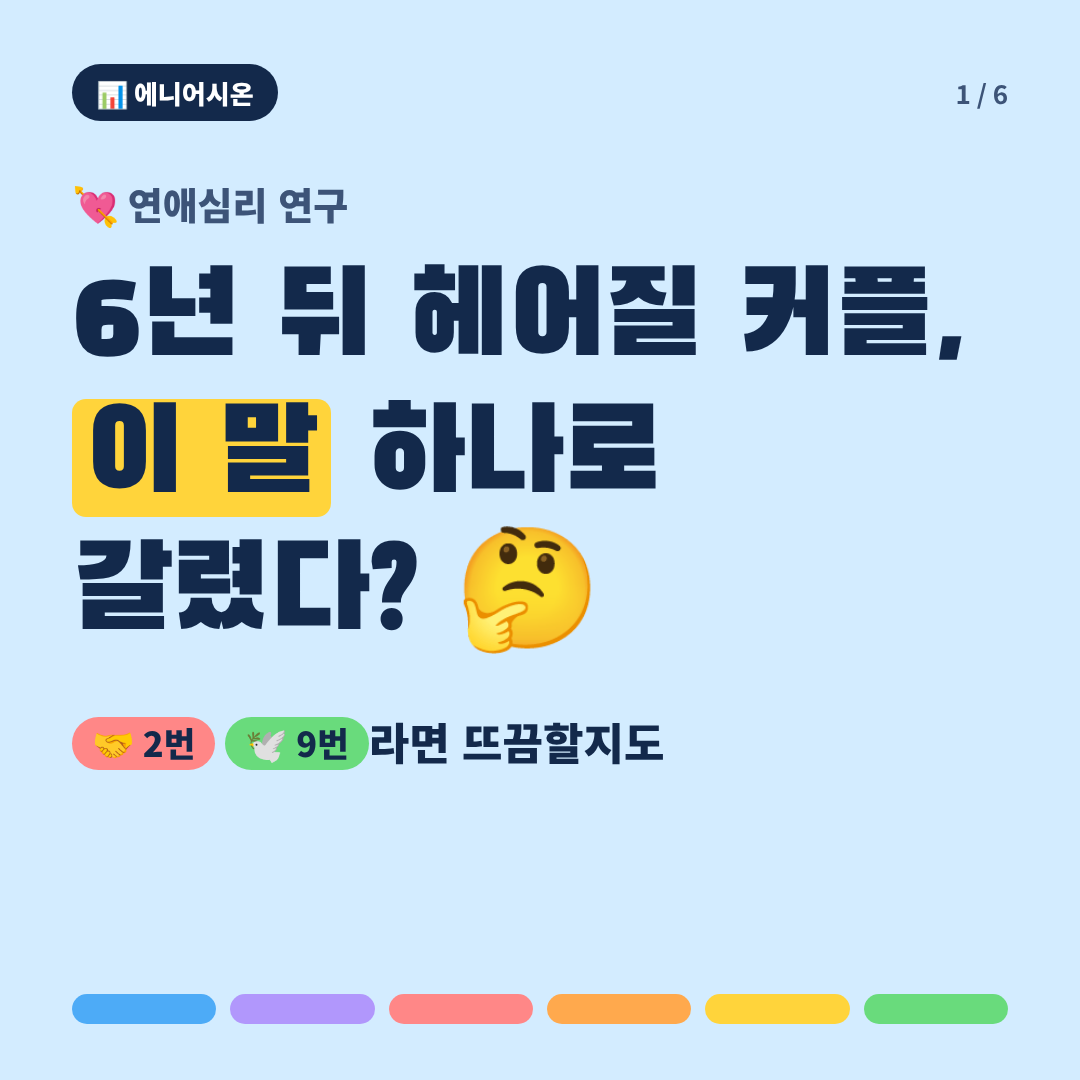 📊 에니어시온
1 / 6
💘 연애심리 연구
6년 뒤 헤어질 커플,
이 말 하나로
갈렸다? 🤔
🤝 2번 🕊️ 9번라면 뜨끔할지도